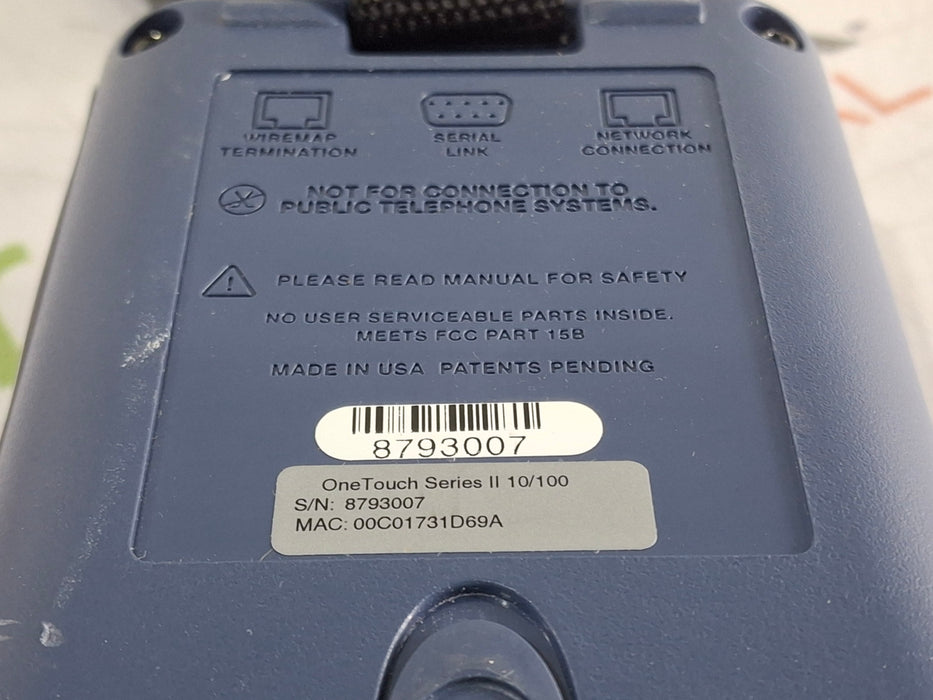 WIREMAP
TERMINATION
SERIAL
LINK
NETWORK
CONNECTION
NOT FOR CONNECTION TO
PUBLIC TELEPHONE SYSTEMS.
PLEASE READ MANUAL FOR SAFETY
NO USER SERVICEABLE PARTS INSIDE.
MEETS FCC PART 15B
MADE IN USA PATENTS PENDING
8793007
OneTouch Series II 10/100
S/N: 8793007
MAC: 00C01731D69A